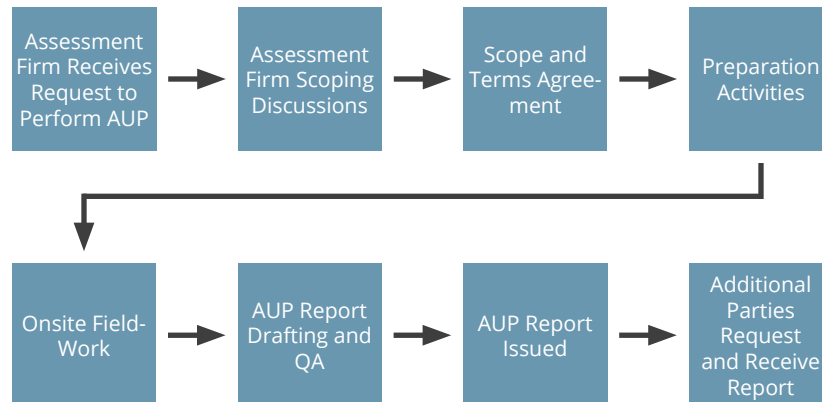 Assessment
Firm Receives
Request to
Perform AUP
Assessment
Firm Scoping
Discussions
Scope and
Terms Agree-
ment
Preparation
Activities
Onsite Field-
Work
AUP Report
Drafting and
QA
AUP Report
Issued
Additional
Parties
Request
and Receive
Report